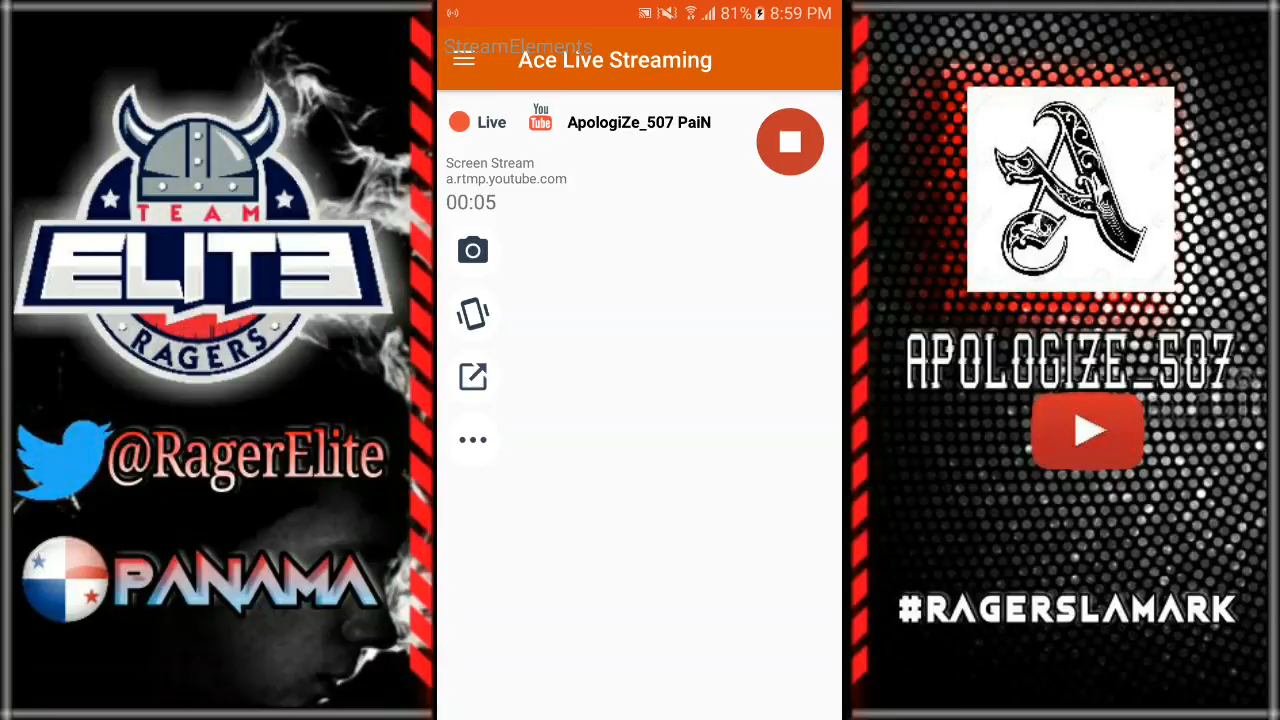 TEAM
ELITE
RAGERS
@RagerElite
PANAMA
81% 8:59 PM
StreamElements
Ace Live Streaming
Live
You
Tube
ApologiZe_507 PaiN
Screen Stream
a.rtmp.youtube.com
00:05
A
APOLOGIZE_507
#RAGERSLAMARK